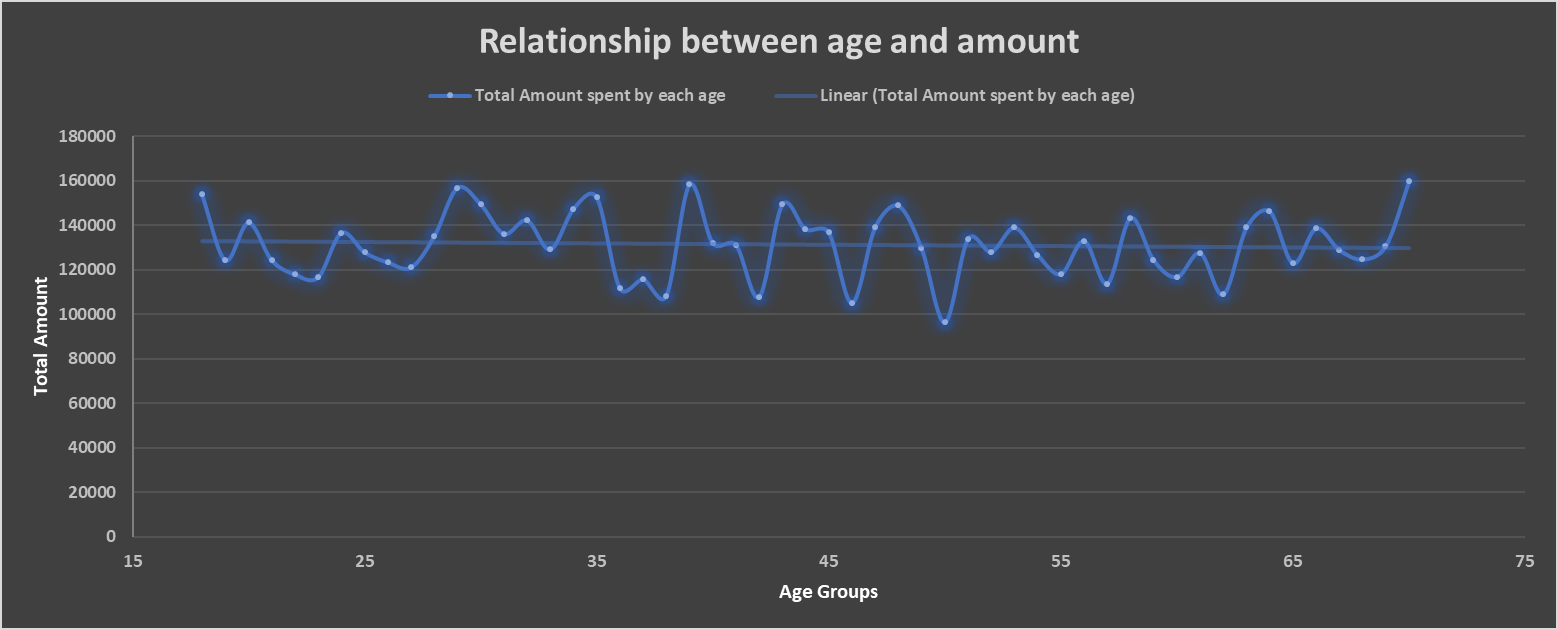 Relationship between age and amount
Total Amount spent by each age
Linear (Total Amount spent by each age)
180000
160000
140000
120000
100000
80000
60000
40000
20000
0
Total Amount
15 25 35 45 55 65 75
Age Groups